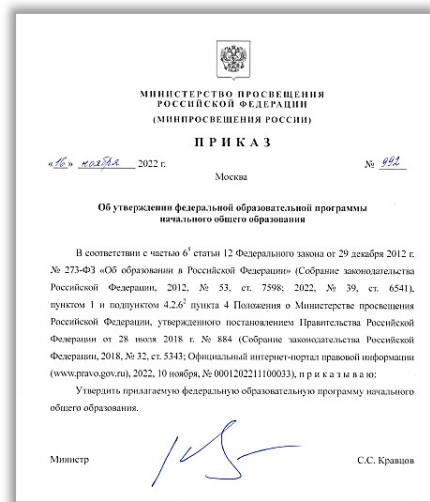 МИНИСТЕРСТВО ПРОСВЕЩЕНИЯ
РОССИЙСКОЙ ФЕДЕРАЦИИ
(МИНПРОСВЕЩЕНИЯ РОССИИ)
ПРИКАЗ
«16» ноября 2022 г. № 992
Москва
Об утверждении федеральной образовательной программы
начального общего образования
В соответствии с частью 6⁵ статьи 12 Федерального закона от 29 декабря 2012 г.
№ 273-ФЗ «Об образовании в Российской Федерации» (Собрание законодательства
Российской Федерации, 2012, № 53, ст. 7598; 2022, № 39, ст. 6541),
пунктом 1 и подпунктом 4.2.6² пункта 4 Положения о Министерстве просвещения
Российской Федерации, утвержденного постановлением Правительства Российской
Федерации от 28 июля 2018 г. № 884 (Собрание законодательства Российской
Федерации, 2018, № 32, ст. 5343; Официальный интернет-портал правовой информации
(www.pravo.gov.ru), 2022, 10 ноября, № 0001202211100033), п р и к а з ы в а ю:
Утвердить прилагаемую федеральную образовательную программу начального
общего образования.
Министр С.С. Кравцов